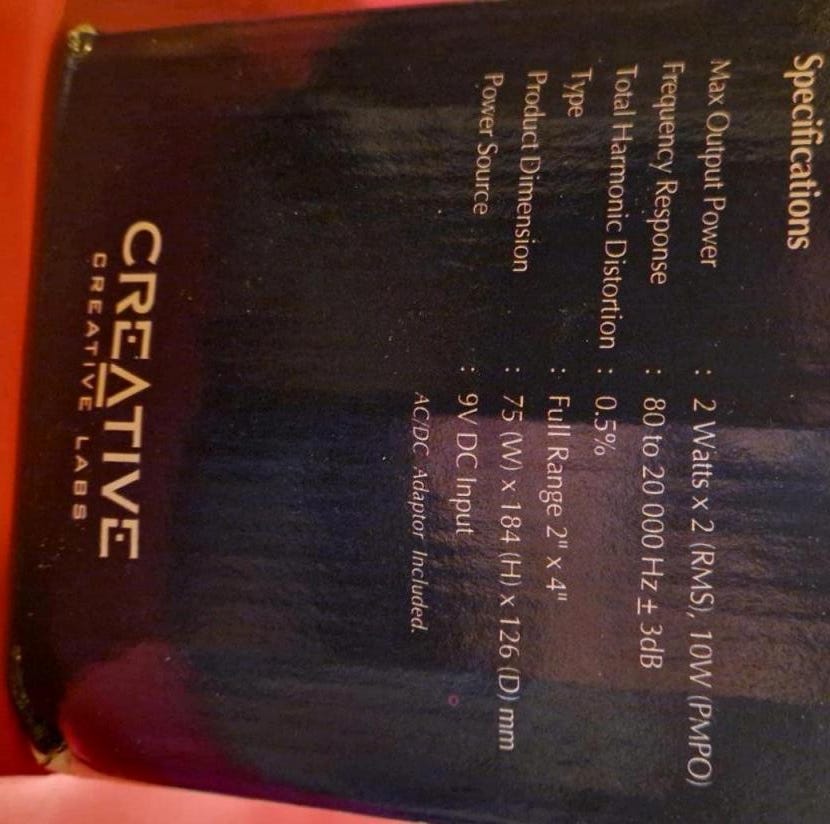 Specifications
Max Output Power : 2 Watts x 2 (RMS), 10W (PMPO)
Frequency Response : 80 to 20 000 Hz ± 3dB
Total Harmonic Distortion : 0.5%
Type : Full Range 2" x 4"
Product Dimension : 75 (W) x 184 (H) x 126 (D) mm
Power Source : 9V DC Input
AC/DC Adaptor Included.
CREATIVE
CREATIVE LABS